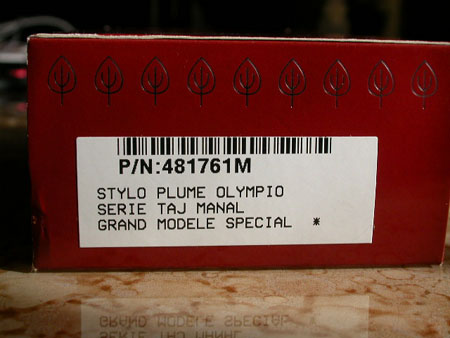 P/N:481761M
STYLO PLUME OLYMPIO
SERIE TAJ MANAL
GRAND MODELE SPECIAL *